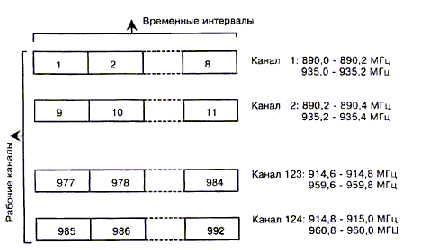 Временные интервалы
1 2 8 Канал 1: 890,0 - 890,2 МГц
935,0 - 935,2 МГц
9 10 11 Канал 2: 890,2 - 890,4 МГц
935,2 - 935,4 МГц
977 978 984 Канал 123: 914,6 - 914,8 МГц
959,6 - 959,8 МГц
985 986 992 Канал 124: 914,8 - 915,0 МГц
960,8 - 960,0 МГц
Рабочие каналы